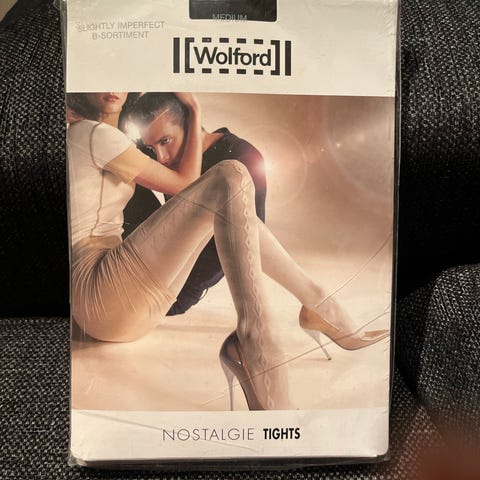 MEDIUM
SLIGHTLY IMPERFECT
B-SORTIMENT
Wolford
NOSTALGIE TIGHTS